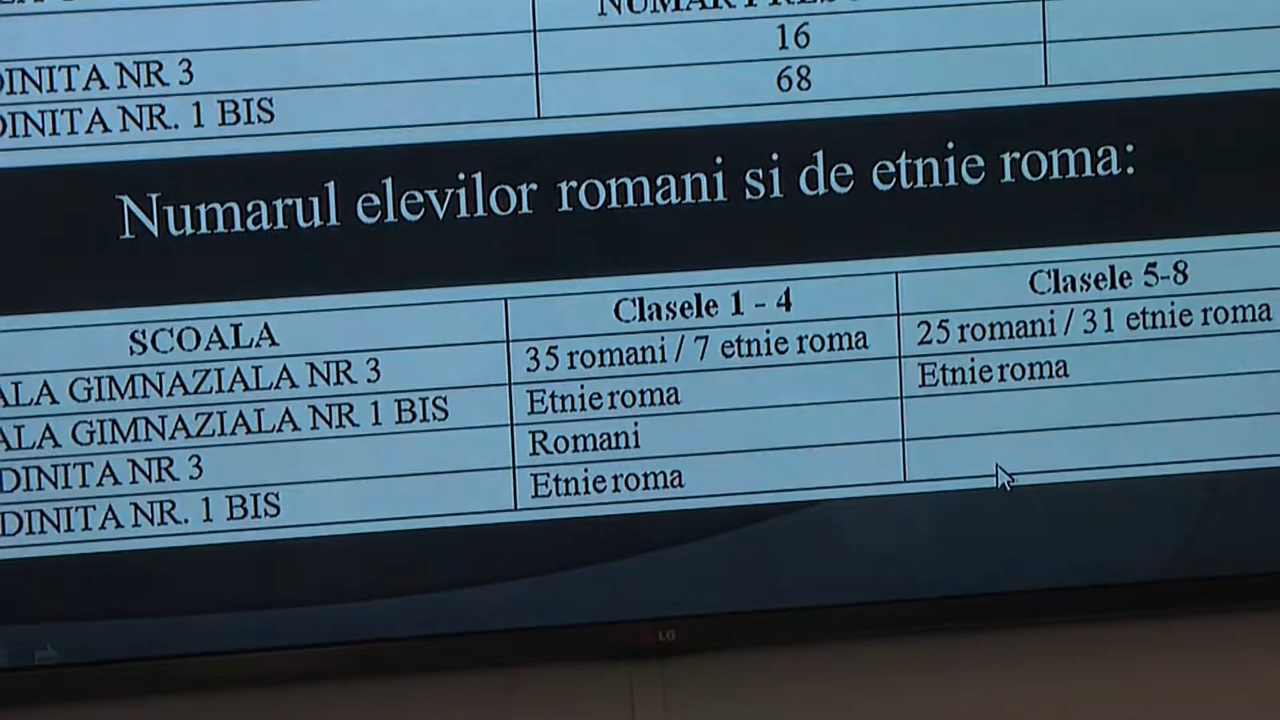 16
DINITA NR 3 68
DINITA NR. 1 BIS
Numarul elevilor romani si de etnie roma:
SCOALA Clasele 1 - 4 Clasele 5-8
ALA GIMNAZIALA NR 3 35 romani / 7 etnie roma 25 romani / 31 etnie roma
ALA GIMNAZIALA NR 1 BIS Etnie roma Etnie roma
DINITA NR 3 Romani
DINITA NR. 1 BIS Etnie roma
LG